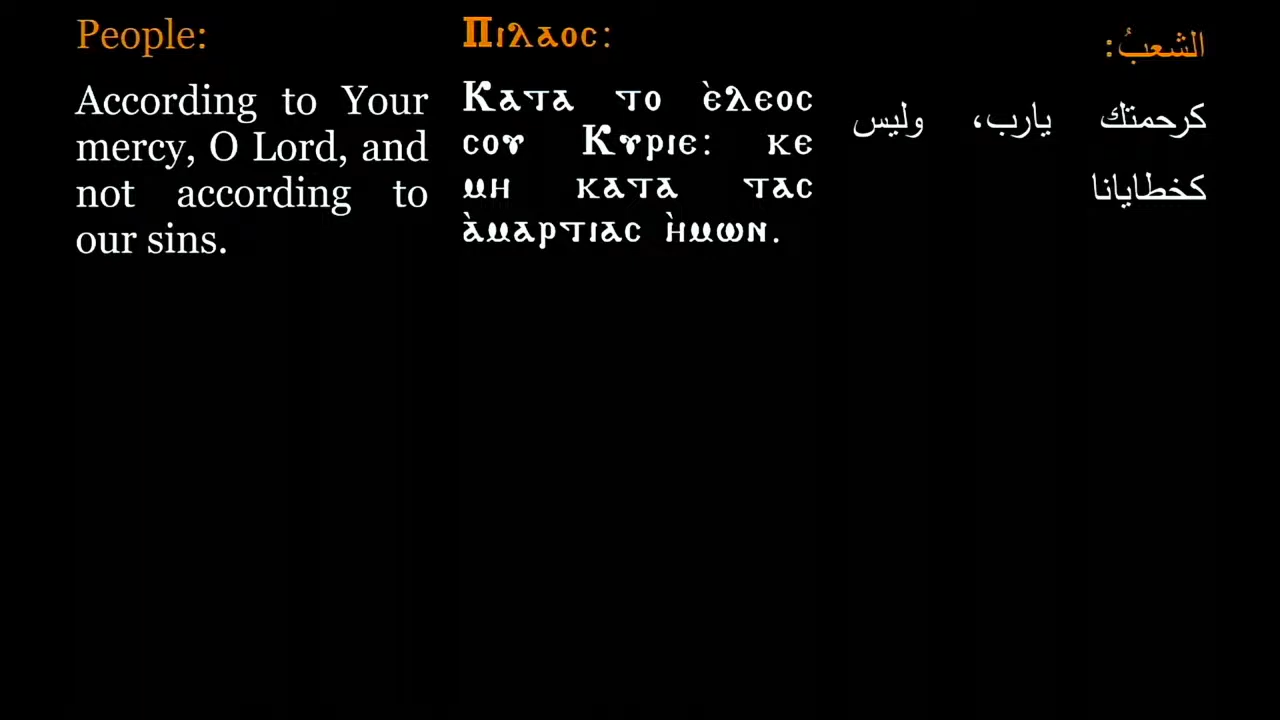 People:
According to Your
mercy, O Lord, and
not according to
our sins.
Ⲡⲓⲗⲁⲟⲥ:
Ⲕⲁⲧⲁ ⲧⲟ ⲉ̀ⲗⲉⲟⲥ
ⲥⲟⲩ Ⲕⲩⲣⲓⲉ: ⲕⲉ
ⲙⲏ ⲕⲁⲧⲁ ⲧⲁⲥ
ⲁ̀ⲙⲁⲣⲧⲓⲁⲥ ⲏ̀ⲙⲱⲛ.
الشعبُ:
كرحمتك يارب، وليس
كخطايانا